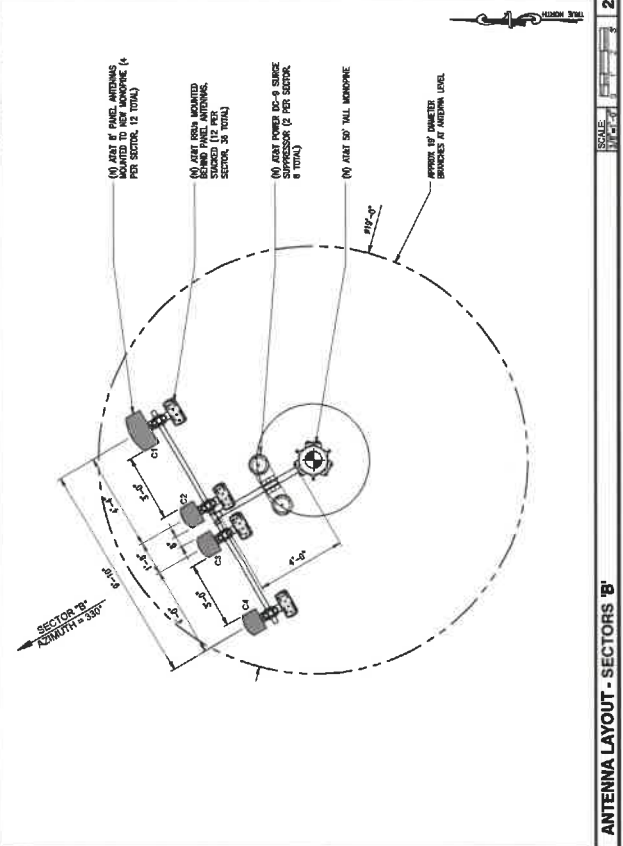 (N) AT&T 8' PANEL ANTENNAS
MOUNTED TO NEW MONOPINE (4
PER SECTOR, 12 TOTAL)
(N) AT&T RRUs MOUNTED
BEHIND PANEL ANTENNAS,
STACKED (12 PER
SECTOR, 36 TOTAL)
(N) AT&T POWER DC-9 SURGE
SUPPRESSOR (2 PER SECTOR,
6 TOTAL)
(N) AT&T 50' TALL MONOPINE
APPROX 19' DIAMETER
BRANCHES AT ANTENNA LEVEL
ø19'-0"
SECTOR "B"
AZIMUTH = 330°
C1
C2
C3
C4
3'-0"
6"
3'-0"
1'-6"
TRUE NORTH
ANTENNA LAYOUT - SECTORS 'B'
SCALE:
2